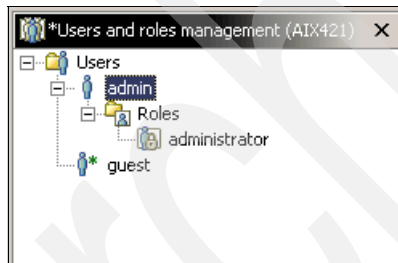 *Users and roles management (AIX421)
Users
admin
Roles
administrator
* guest